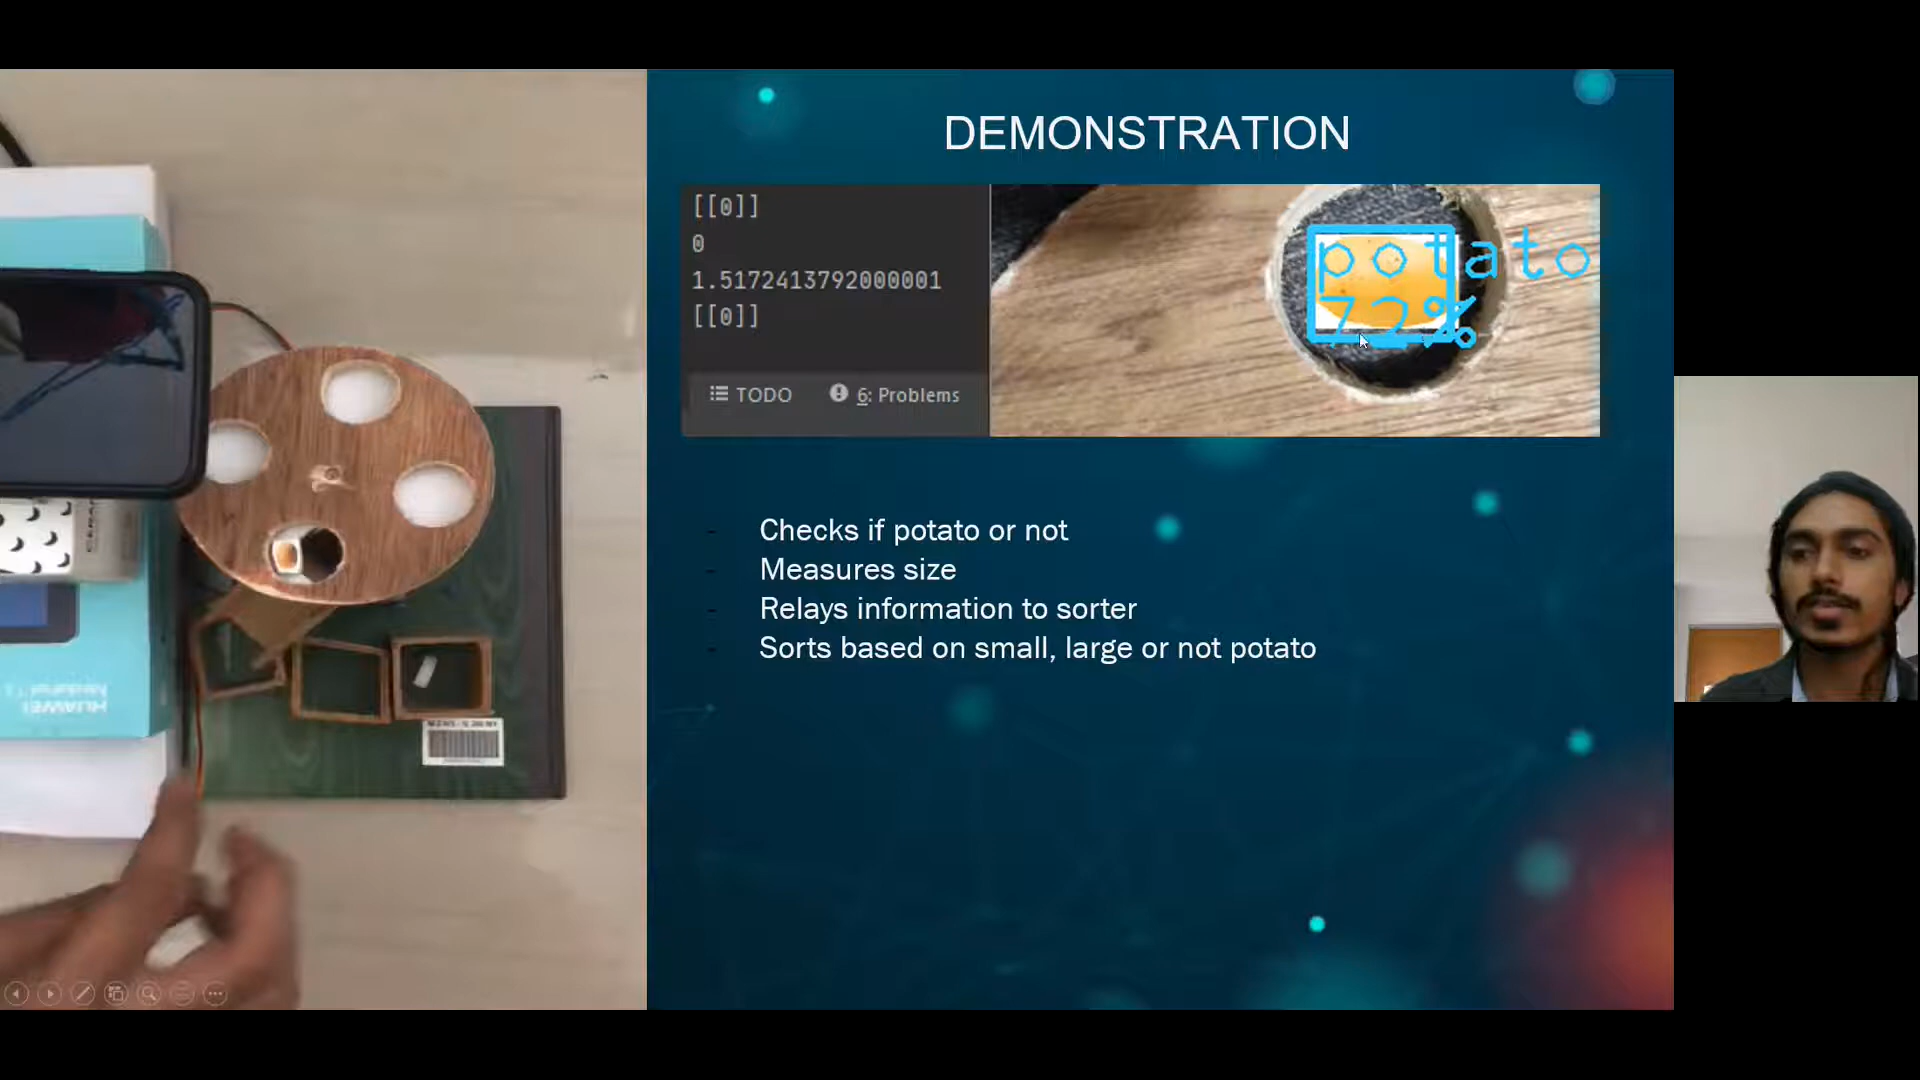 DEMONSTRATION
[[0]]
0
1.5172413792000001
[[0]]
TODO
6: Problems
potato
72%
- Checks if potato or not
- Measures size
- Relays information to sorter
- Sorts based on small, large or not potato
HUAWEI